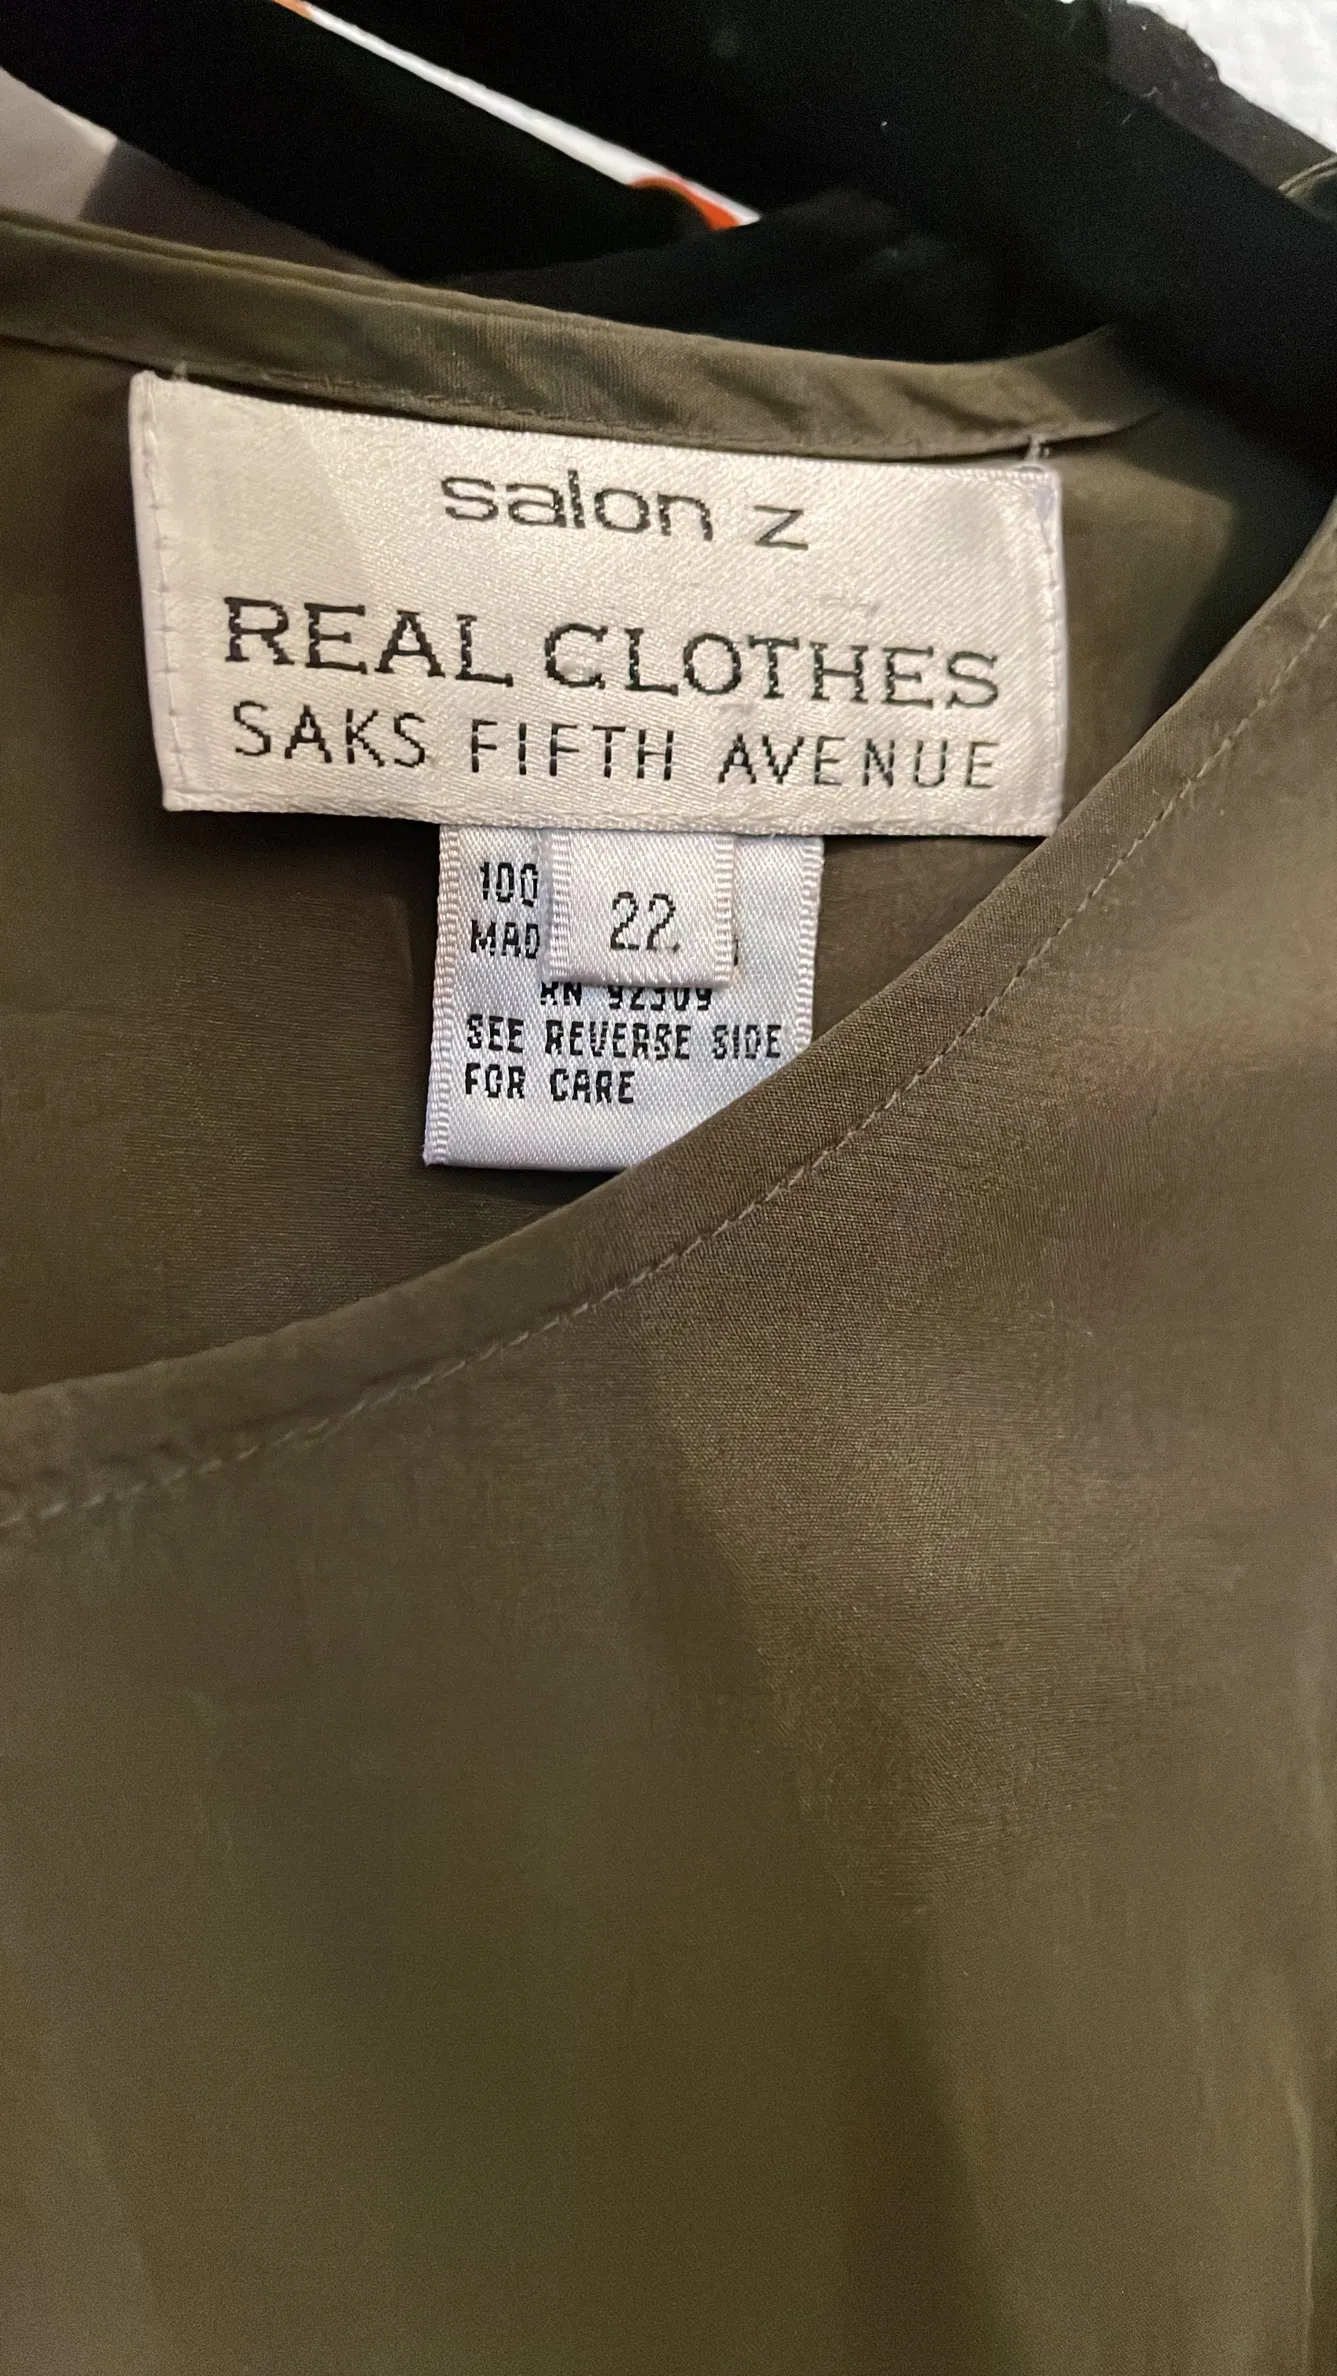 salon z
REAL CLOTHES
SAKS FIFTH AVENUE
100
22
MAD
RN 92309
SEE REVERSE SIDE
FOR CARE